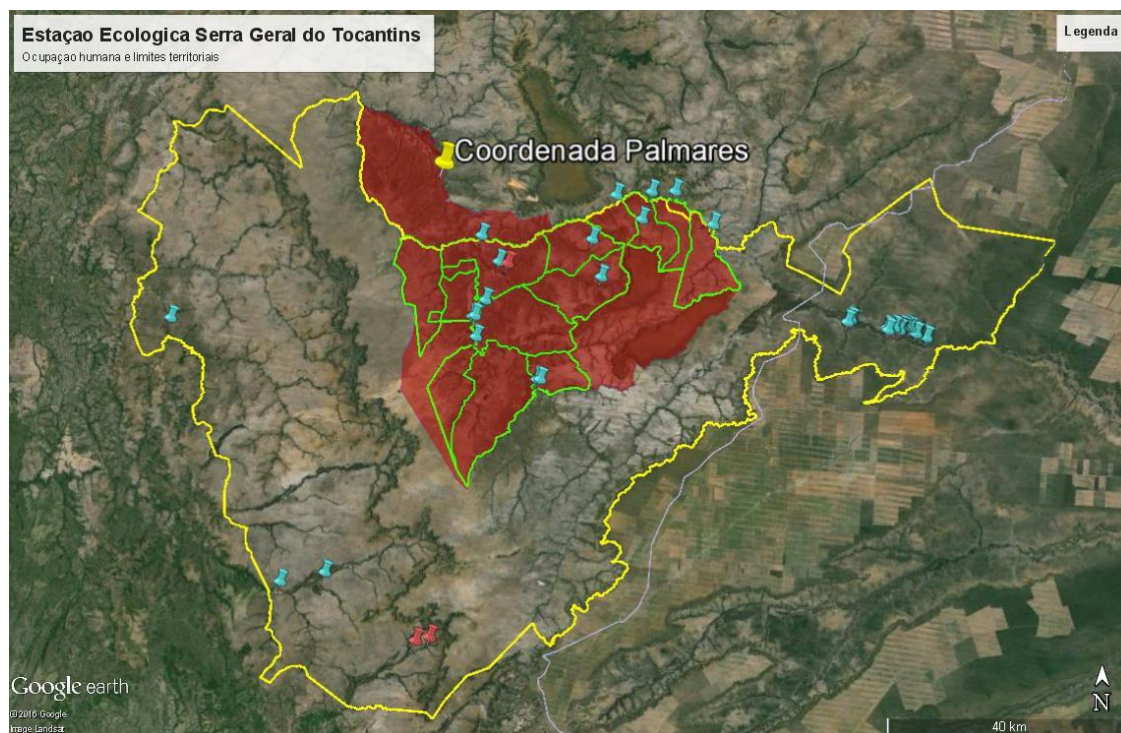 Estaçao Ecologica Serra Geral do Tocantins
Ocupaçao humana e limites territoriais
Legenda
Coordenada Palmares
Google earth
© 2016 Google
Image Landsat
N
40 km